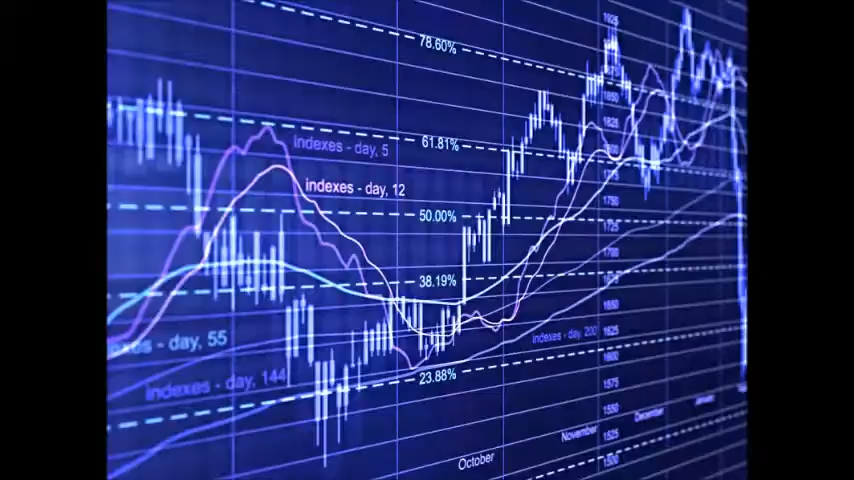 78.60%
indexes - day, 5
61.81%
indexes - day, 12
50.00%
38.19%
indexes - day, 200
day, 55
indexes - day, 144
23.88%
1925
1850
1825
1750
1725
1700
1650
1625
1600
1575
1550
1525
1500
October
November
December
January